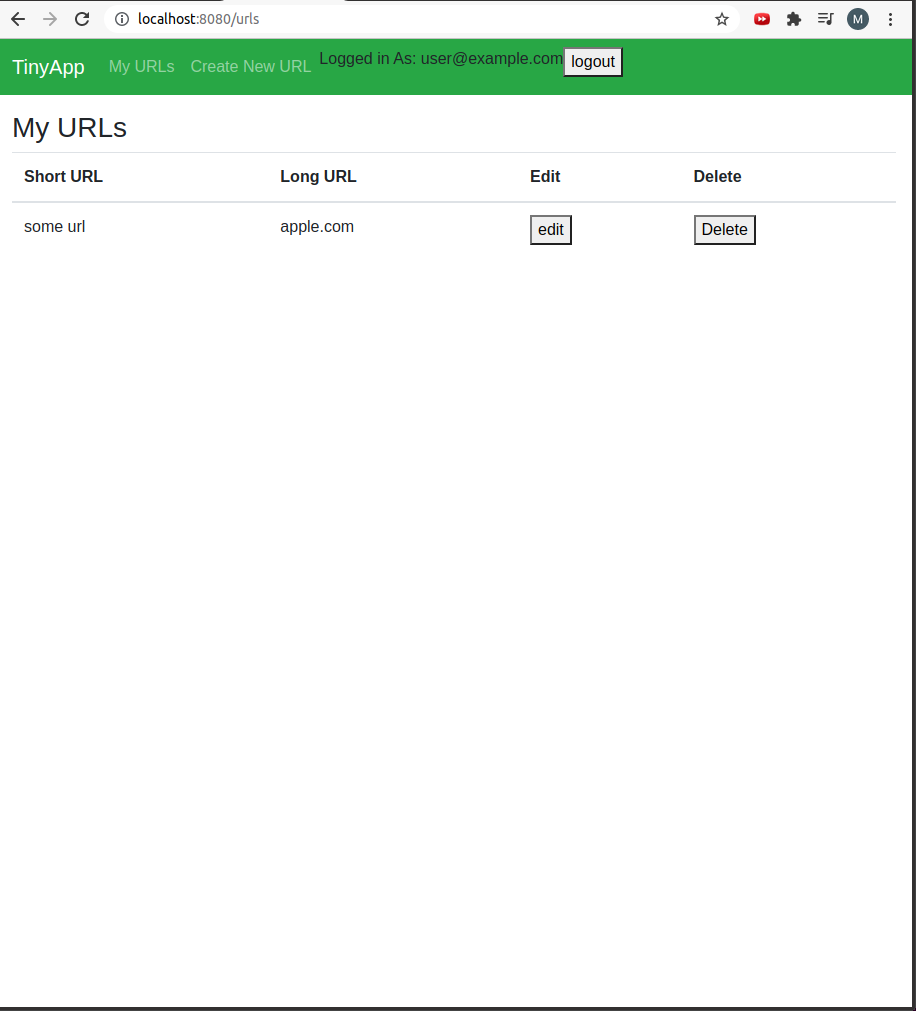 localhost:8080/urls
M
TinyApp My URLs Create New URL Logged in As: user@example.com logout
My URLs
Short URL Long URL Edit Delete
some url apple.com edit Delete